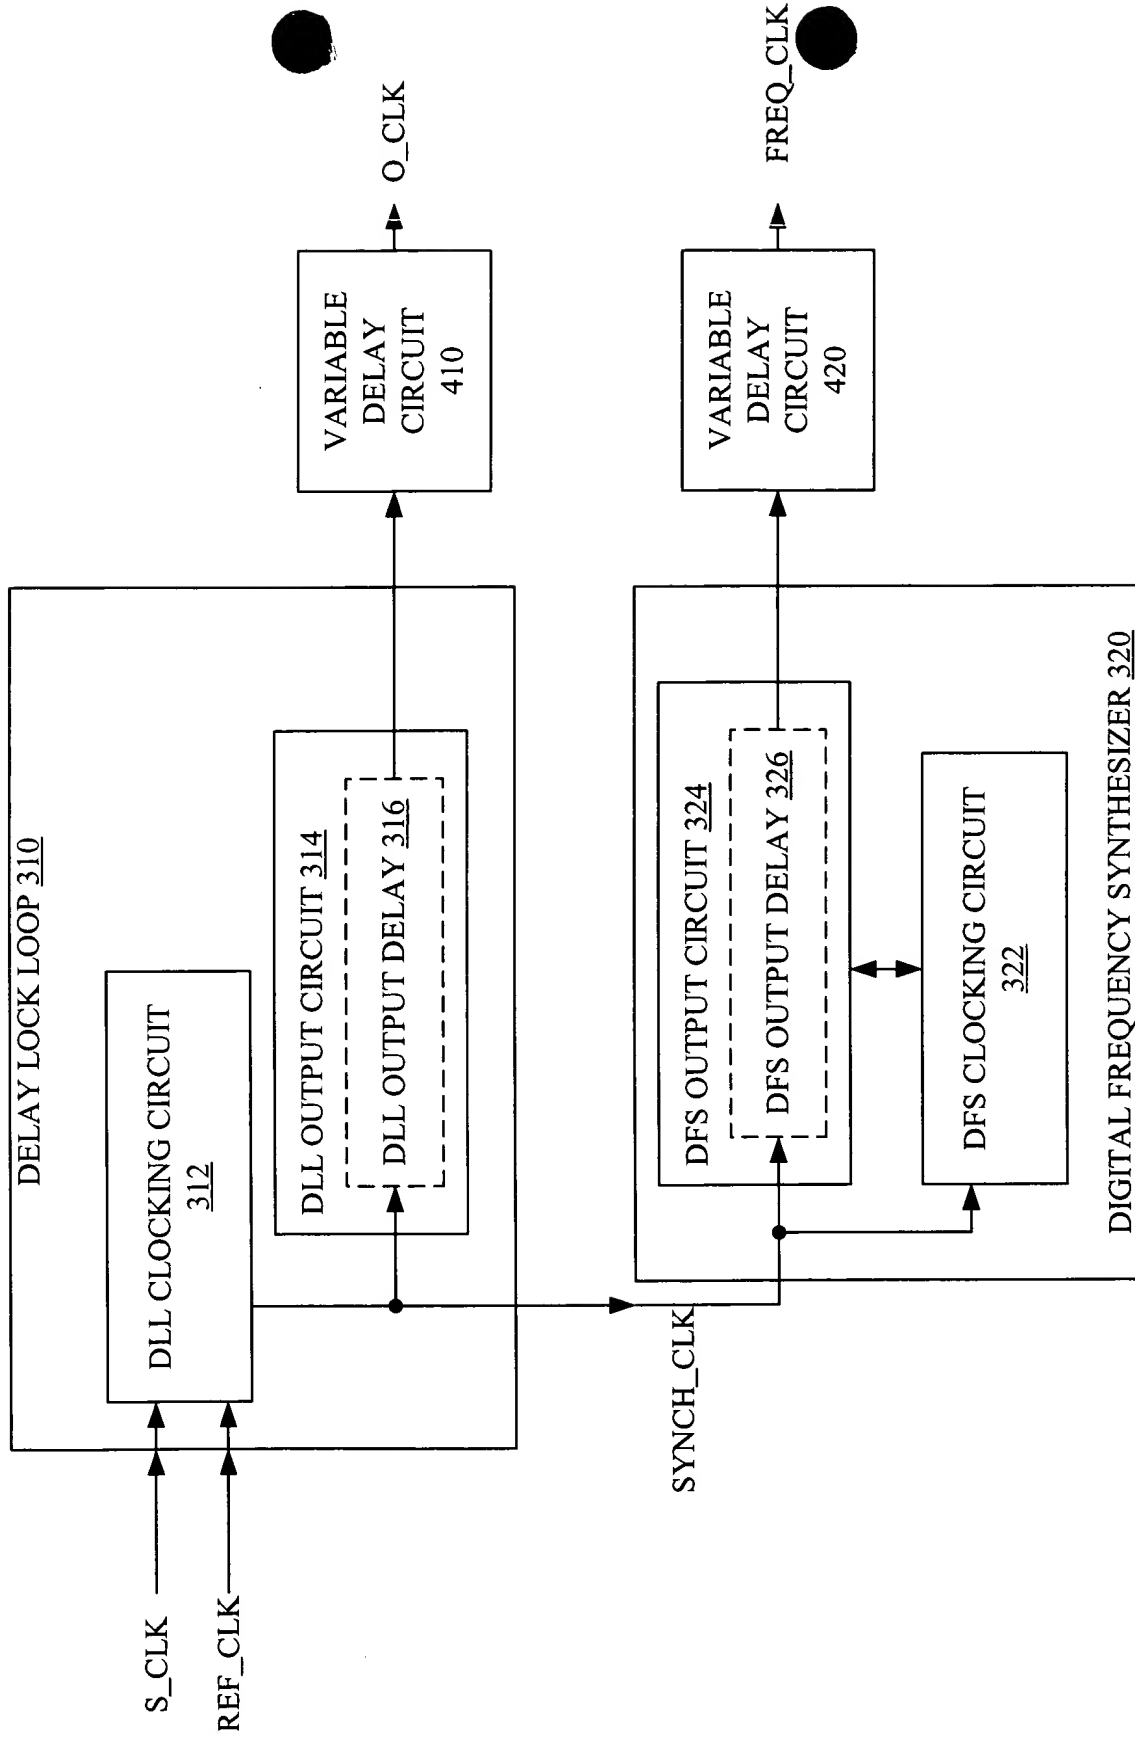 DELAY LOCK LOOP 310
S_CLK
REF_CLK
DLL CLOCKING CIRCUIT
312
DLL OUTPUT CIRCUIT 314
DLL OUTPUT DELAY 316
VARIABLE
DELAY
CIRCUIT
410
O_CLK
SYNCH_CLK
DFS OUTPUT CIRCUIT 324
DFS OUTPUT DELAY 326
DFS CLOCKING CIRCUIT
322
DIGITAL FREQUENCY SYNTHESIZER 320
VARIABLE
DELAY
CIRCUIT
420
FREQ_CLK